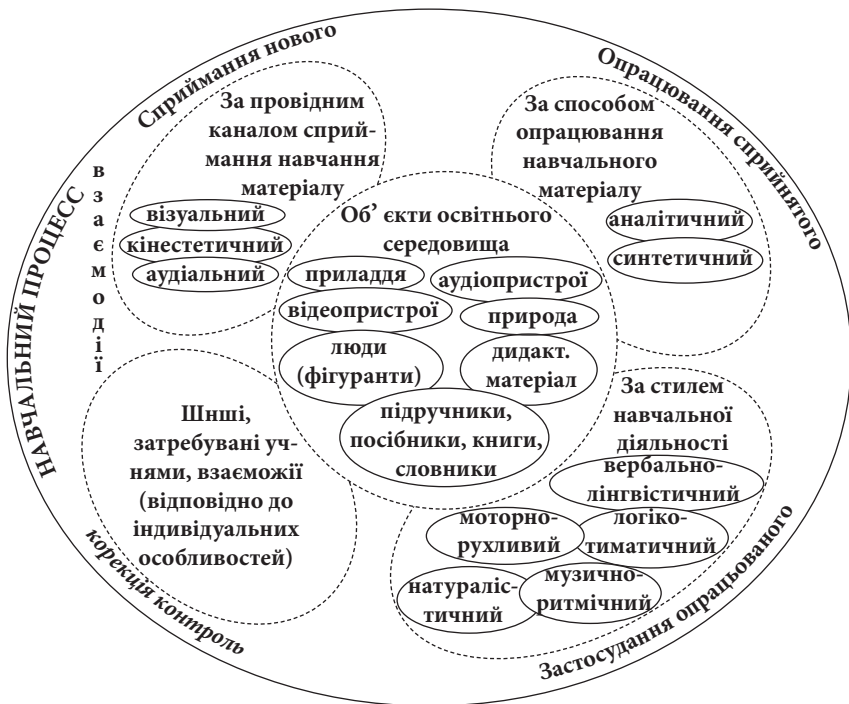 Сприймання нового
Опрацювання сприйнятого
НАВЧАЛЬНИЙ ПРОЦЕСС
взаємодії
За провідним
каналом сприй-
мання навчання
матеріалу
візуальний
кінестетичний
аудіальний
За способом
опрацювання
навчального
матеріалу
аналітичний
синтетичний
Об’ єкти освітнього
середовища
приладдя
аудіопристрої
відеопристрої
природа
люди
(фігуранти)
дидакт.
матеріал
підручники,
посібники, книги,
словники
Шнші,
затребувані уч-
нями, взаєможії
(відповідно до
індивідуальних
особливостей)
За стилем
навчальної
діяльності
вербально-
лінгвістичний
моторно-
рухливий
логіко-
тиматичний
натураліс-
тичний
музично-
ритмічний
корекція контроль
Застосудання опрацьованого